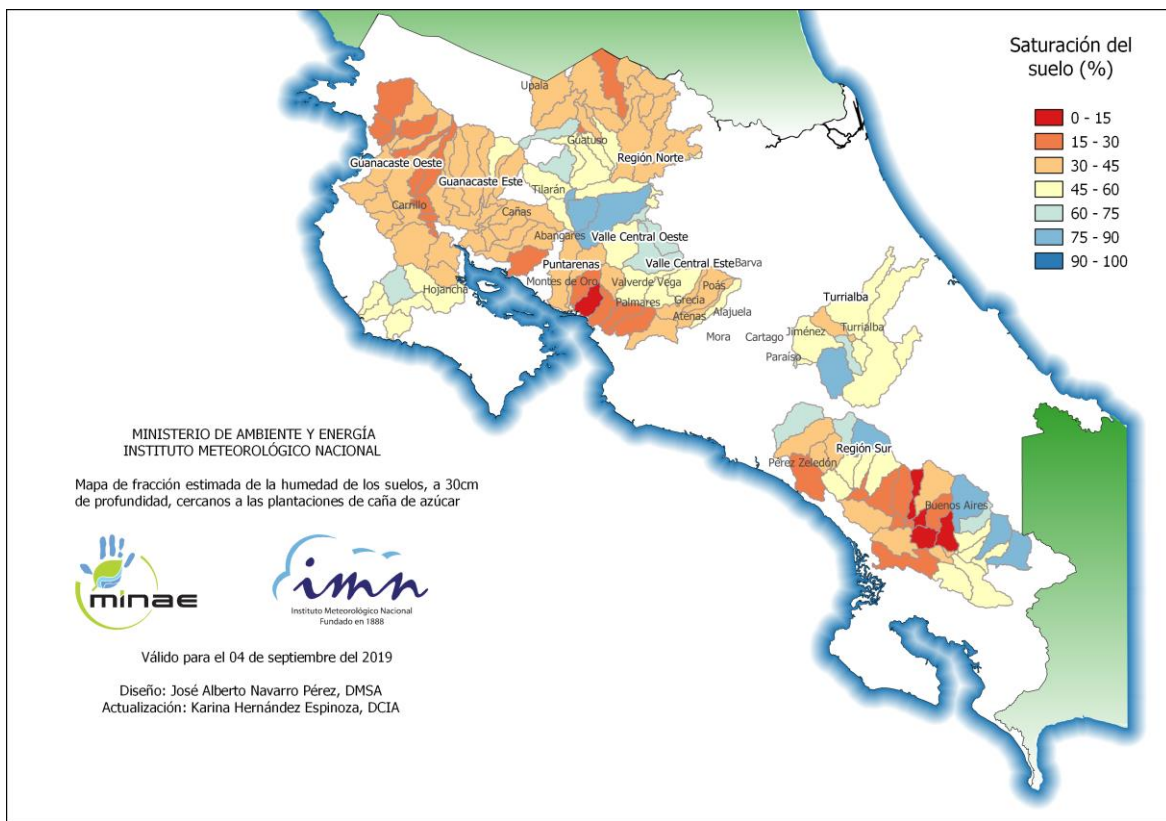 Saturación del
suelo (%)
0 - 15
15 - 30
30 - 45
45 - 60
60 - 75
75 - 90
90 - 100
Upala
Guatuso
Guanacaste Oeste
Región Norte
Guanacaste Este
Tilarán
Carrillo
Cañas
Abangares
Valle Central Oeste
Puntarenas
Valle Central Este
Barva
Montes de Oro
Valverde Vega
Poás
Hojancha
Palmares
Grecia
Atenas
Alajuela
Turrialba
Mora
Cartago
Jiménez
Turrialba
Paraíso
Región Sur
Pérez Zeledón
Buenos Aires
MINISTERIO DE AMBIENTE Y ENERGÍA
INSTITUTO METEOROLÓGICO NACIONAL
Mapa de fracción estimada de la humedad de los suelos, a 30cm
de profundidad, cercanos a las plantaciones de caña de azúcar
minae
imn
Instituto Meteorológico Nacional
Fundado en 1888
Válido para el 04 de septiembre del 2019
Diseño: José Alberto Navarro Pérez, DMSA
Actualización: Karina Hernández Espinoza, DCIA